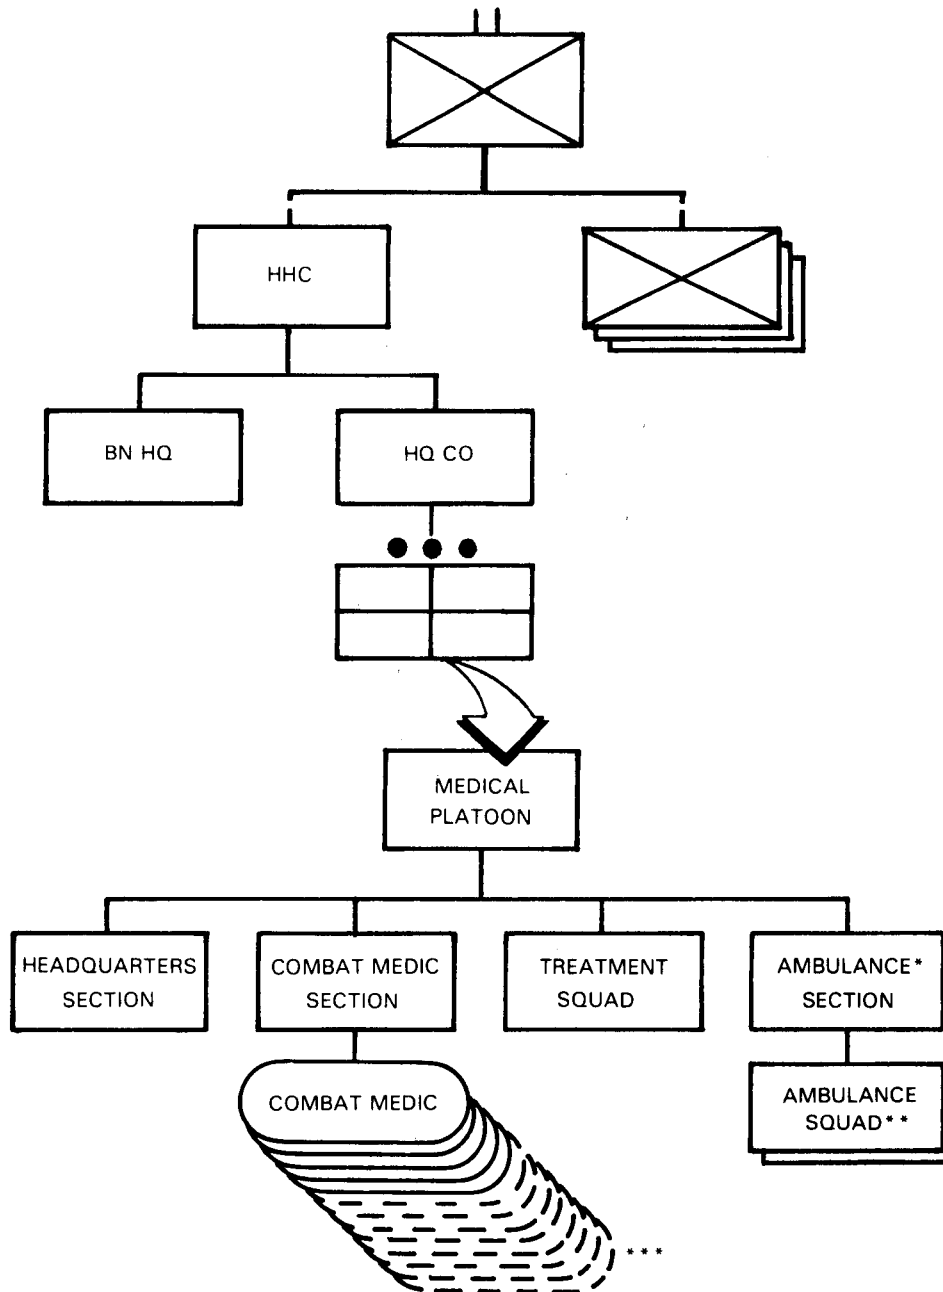 HHC
BN HQ
HQ CO
MEDICAL
PLATOON
HEADQUARTERS
SECTION
COMBAT MEDIC
SECTION
TREATMENT
SQUAD
AMBULANCE*
SECTION
COMBAT MEDIC
AMBULANCE
SQUAD**
***